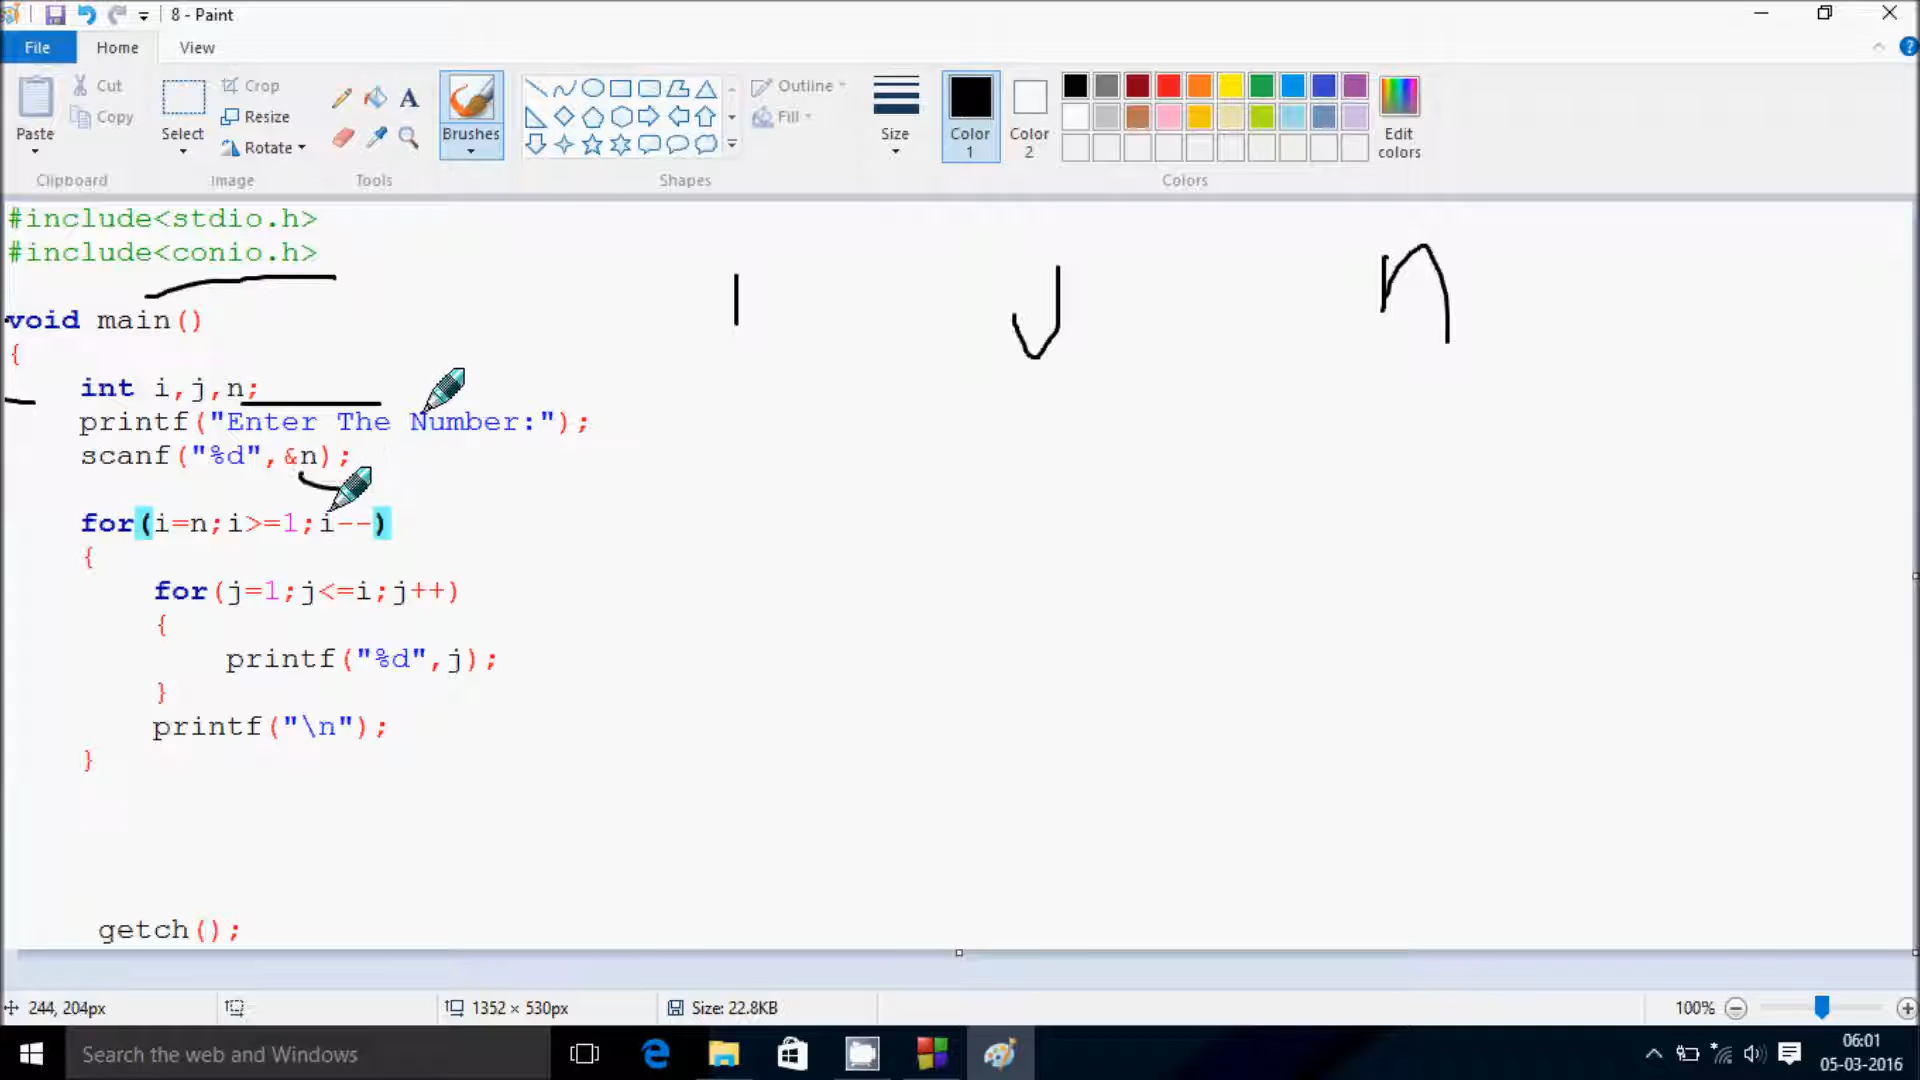 8 - Paint
File Home View
Cut
Copy
Paste
Clipboard
Crop
Resize
Rotate
Select
Image
Tools
Brushes
Shapes
Outline
Fill
Size
Color 1
Color 2
Edit colors
Colors
#include<stdio.h>
#include<conio.h>
I J n
void main()
{
int i,j,n;
printf("Enter The Number:");
scanf("%d",&n);
for(i=n;i>=1;i--)
{
for(j=1;j<=i;j++)
{
printf("%d",j);
}
printf("\n");
}
getch();
244, 204px 1352 × 530px Size: 22.8KB 100%
Search the web and Windows
06:01
05-03-2016